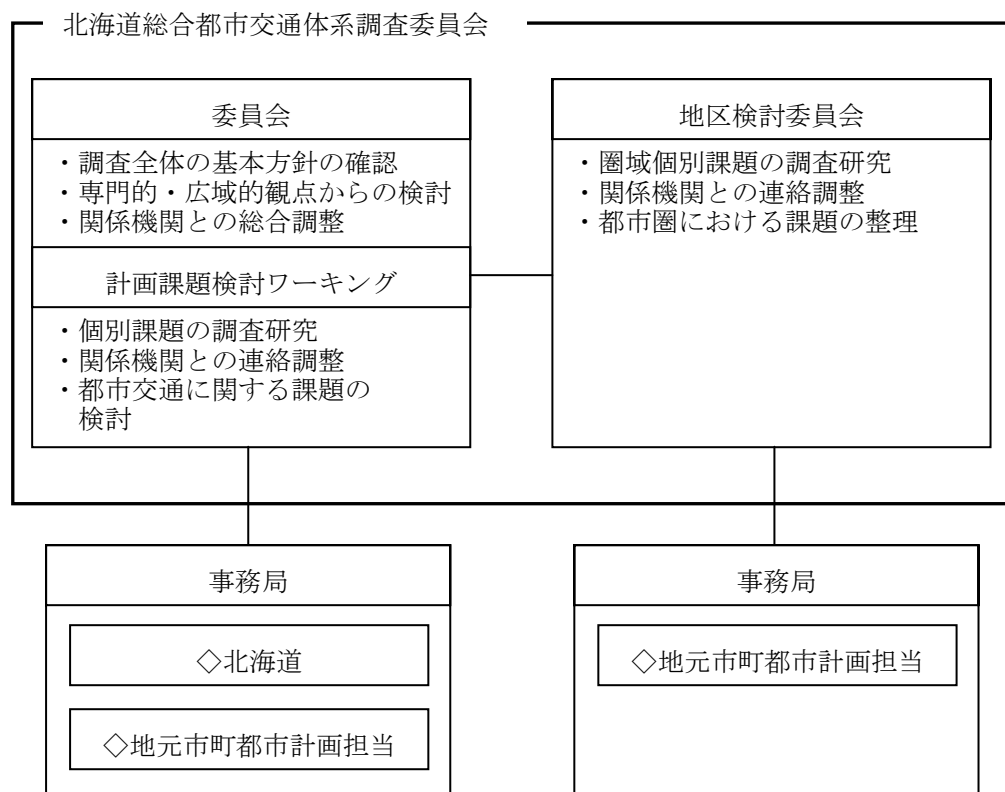 北海道総合都市交通体系調査委員会
委員会
・調査全体の基本方針の確認
・専門的・広域的観点からの検討
・関係機関との総合調整
計画課題検討ワーキング
・個別課題の調査研究
・関係機関との連絡調整
・都市交通に関する課題の
検討
地区検討委員会
・圏域個別課題の調査研究
・関係機関との連絡調整
・都市圏における課題の整理
事務局
◇北海道
◇地元市町都市計画担当
事務局
◇地元市町都市計画担当